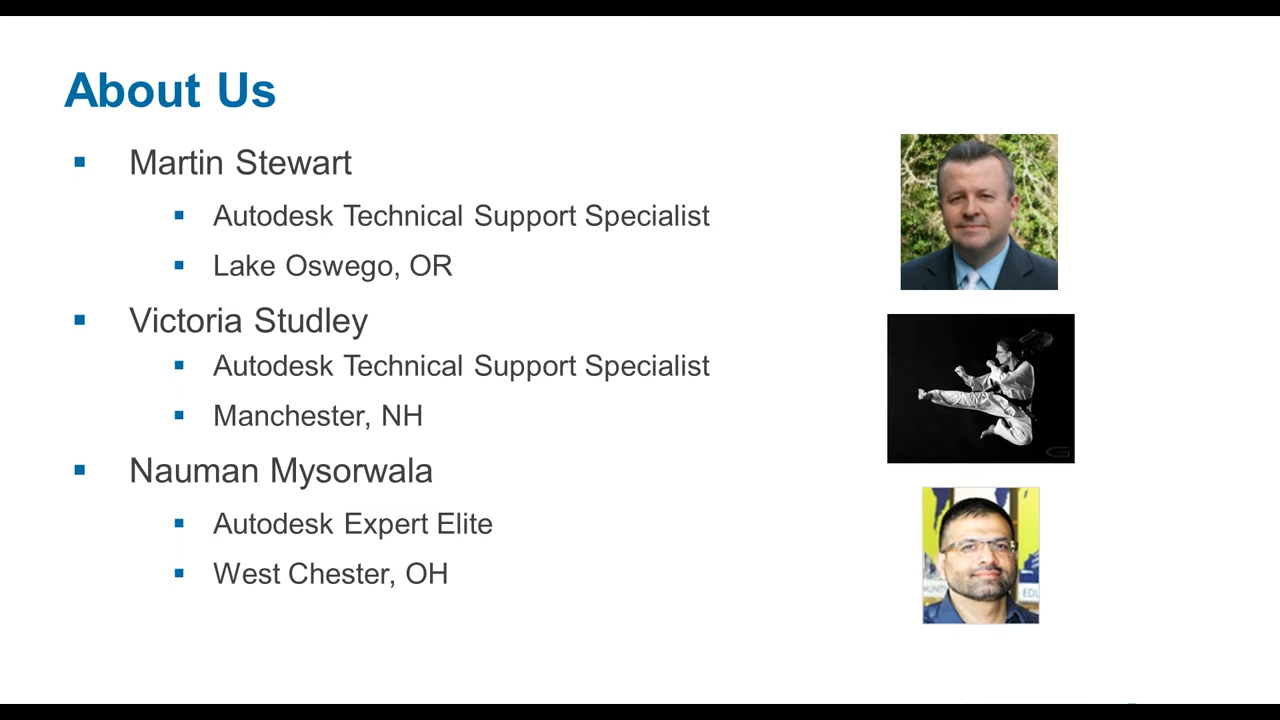 About Us
Martin Stewart
Autodesk Technical Support Specialist
Lake Oswego, OR
Victoria Studley
Autodesk Technical Support Specialist
Manchester, NH
Nauman Mysorwala
Autodesk Expert Elite
West Chester, OH